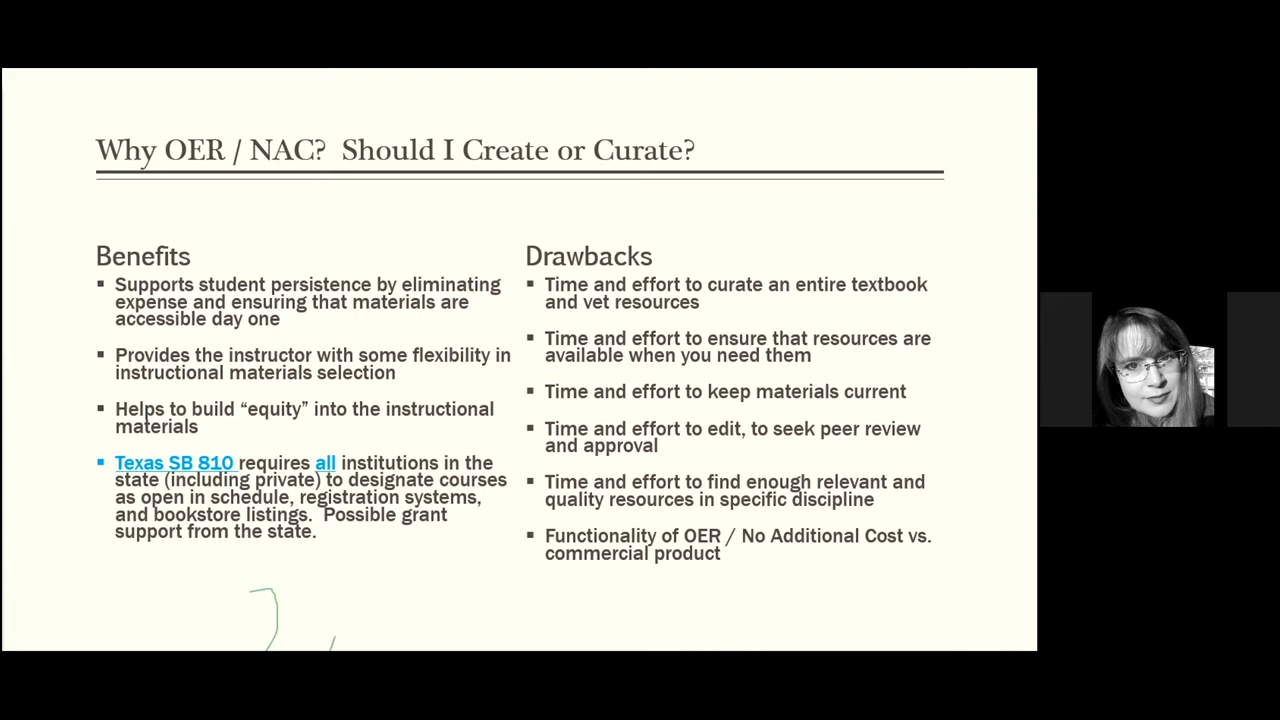 Why OER / NAC?  Should I Create or Curate?
Benefits
▪ Supports student persistence by eliminating
expense and ensuring that materials are
accessible day one
▪ Provides the instructor with some flexibility in
instructional materials selection
▪ Helps to build “equity” into the instructional
materials
▪ Texas SB 810 requires all institutions in the
state (including private) to designate courses
as open in schedule, registration systems,
and bookstore listings.  Possible grant
support from the state.
Drawbacks
▪ Time and effort to curate an entire textbook
and vet resources
▪ Time and effort to ensure that resources are
available when you need them
▪ Time and effort to keep materials current
▪ Time and effort to edit, to seek peer review
and approval
▪ Time and effort to find enough relevant and
quality resources in specific discipline
▪ Functionality of OER / No Additional Cost vs.
commercial product